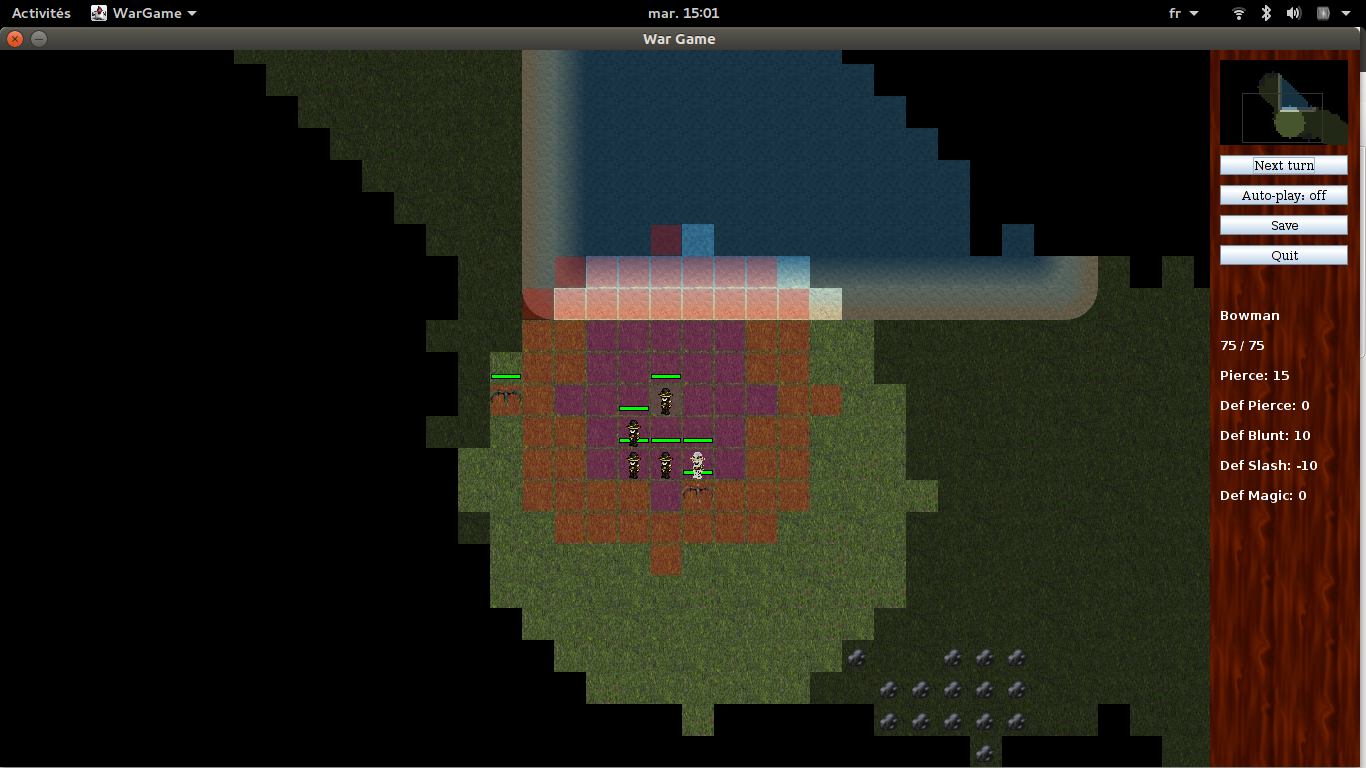 Activités WarGame mar. 15:01 fr
War Game
Next turn
Auto-play: off
Save
Quit
Bowman
75 / 75
Pierce: 15
Def Pierce: 0
Def Blunt: 10
Def Slash: -10
Def Magic: 0